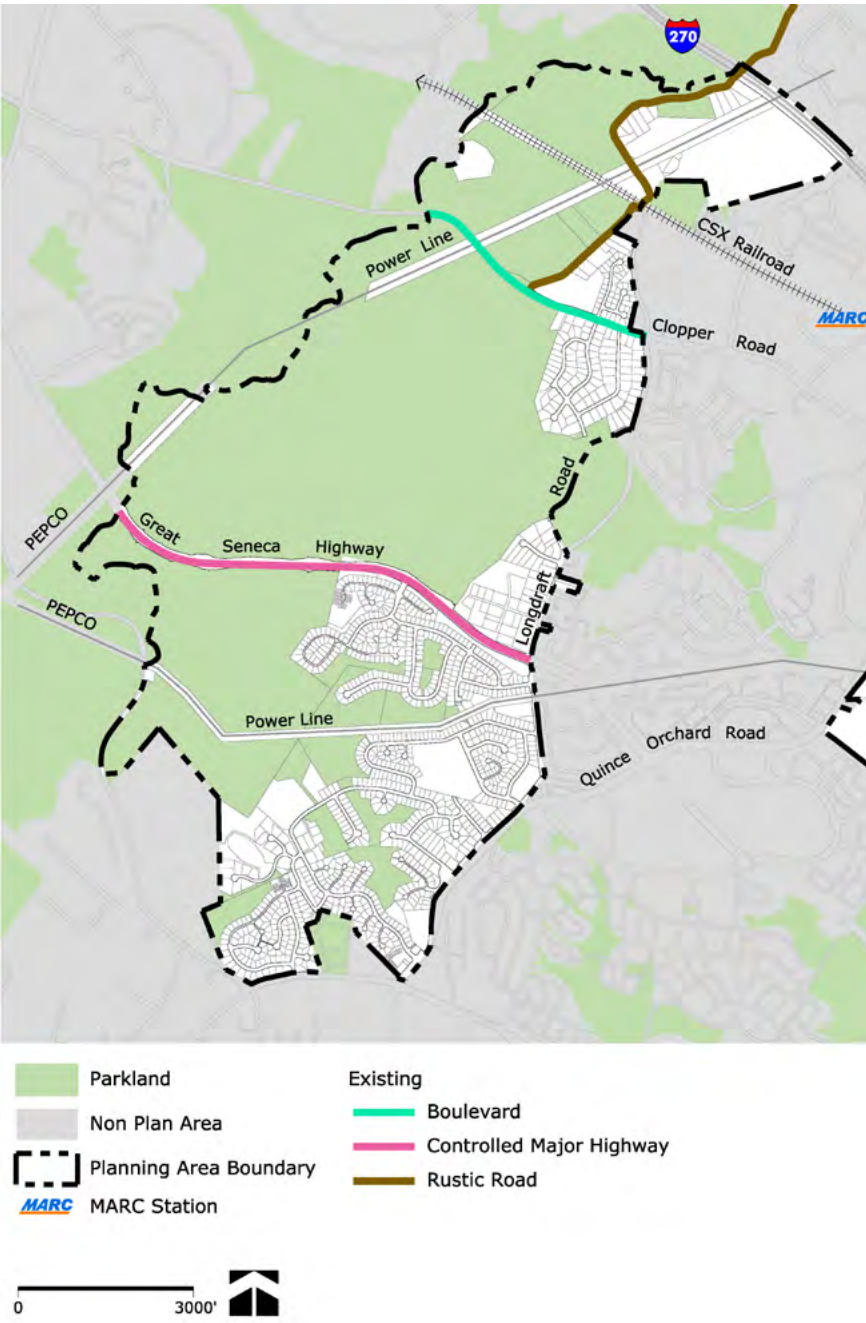 270
CSX Railroad
Power Line
MARC
Clopper Road
Road
PEPCO
Great Seneca Highway
Longdraft
PEPCO
Power Line
Quince Orchard Road
Parkland
Non Plan Area
Planning Area Boundary
MARC MARC Station
Existing
Boulevard
Controlled Major Highway
Rustic Road
0 3000'